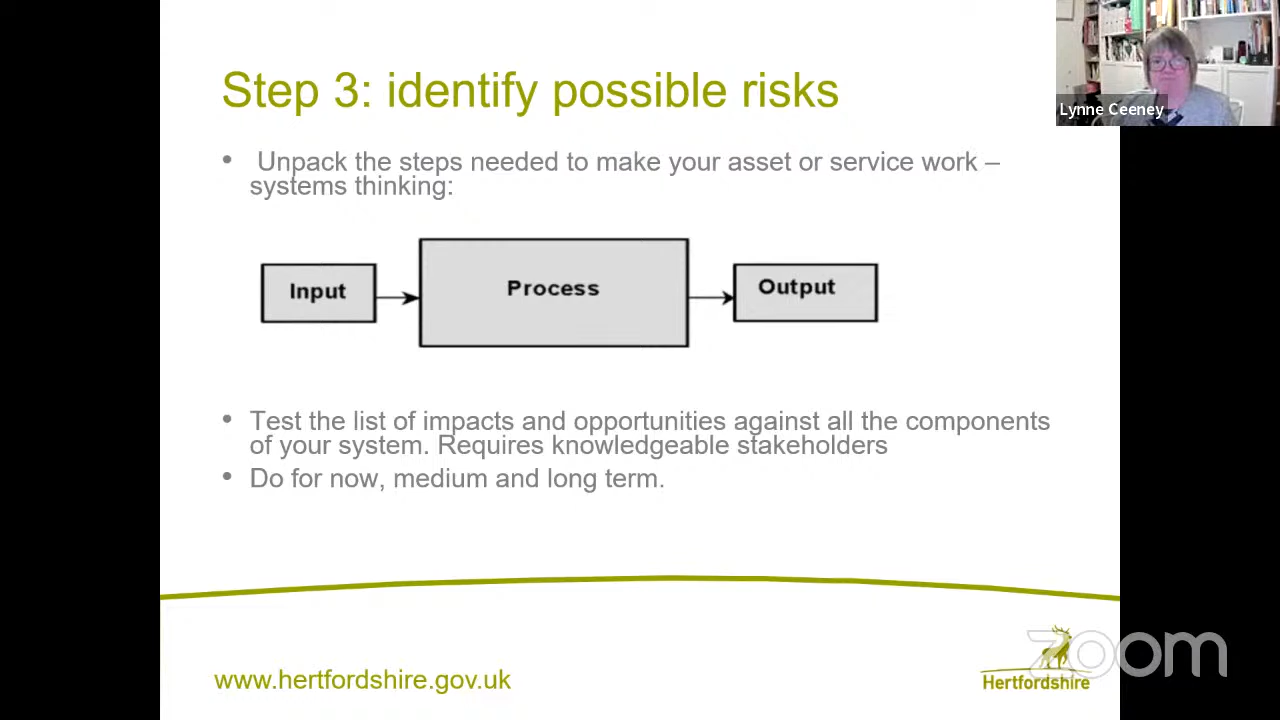 Step 3: identify possible risks
Lynne Ceeney
• Unpack the steps needed to make your asset or service work –
systems thinking:
Input
Process
Output
• Test the list of impacts and opportunities against all the components
of your system. Requires knowledgeable stakeholders
• Do for now, medium and long term.
www.hertfordshire.gov.uk
Hertfordshire
zoom